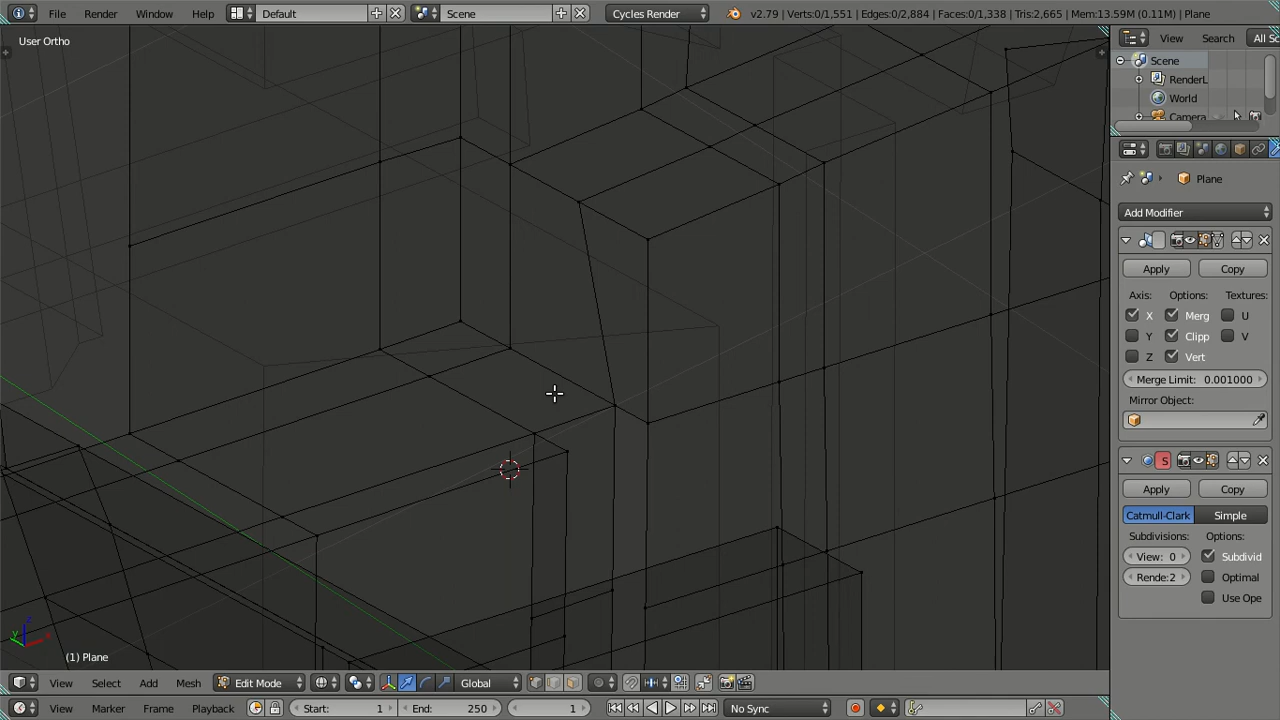 File Render Window Help Default Scene Cycles Render v2.79 | Verts:0/1,551 | Edges:0/2,884 | Faces:0/1,338 | Tris:2,665 | Mem:13.59M (0.11M) | Plane
User Ortho
View Search All Sc
Scene
RenderL
World
Camera
Plane
Add Modifier
Apply Copy
Axis: Options: Textures:
X Merg U
Y Clipp V
Z Vert
Merge Limit: 0.001000
Mirror Object:
S
Apply Copy
Catmull-Clark Simple
Subdivisions: Options:
View: 0 Subdivid
Rende:2 Optimal
Use Ope
z
y x
(1) Plane
View Select Add Mesh Edit Mode Global
View Marker Frame Playback Start: 1 End: 250 1 No Sync